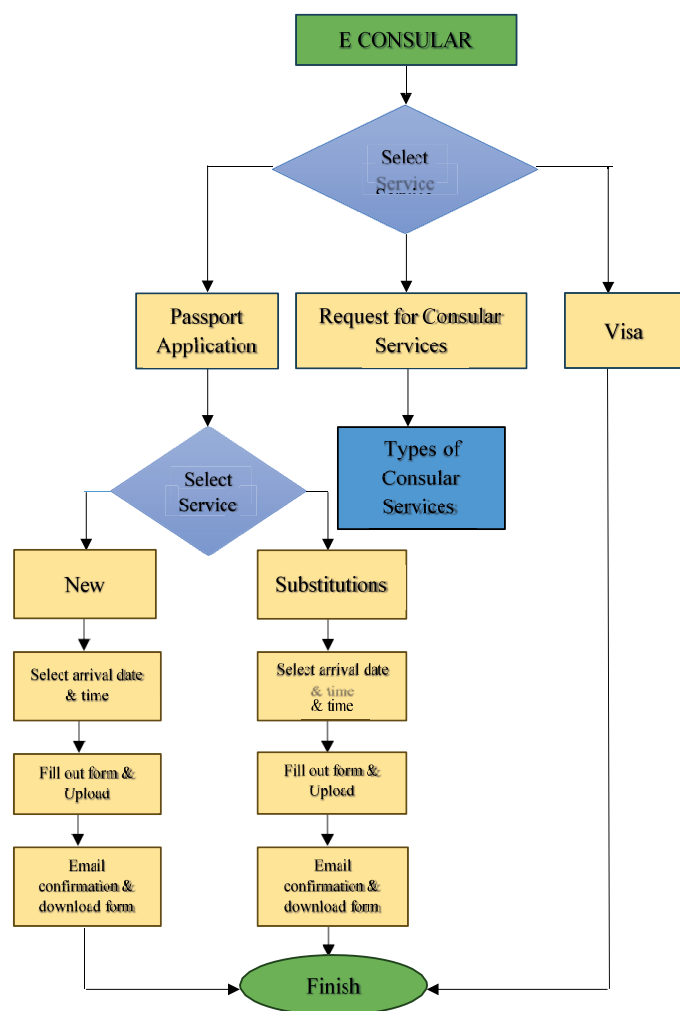 E CONSULAR
Select
Service
Service
Passport
Application
Request for Consular
Services
Visa
Types of
Consular
Services
Select
Service
New
Substitutions
Select arrival date
& time
Select arrival date
& time
& time
Fill out form &
Upload
Fill out form &
Upload
Email
confirmation &
download form
Email
confirmation &
download form
Finish